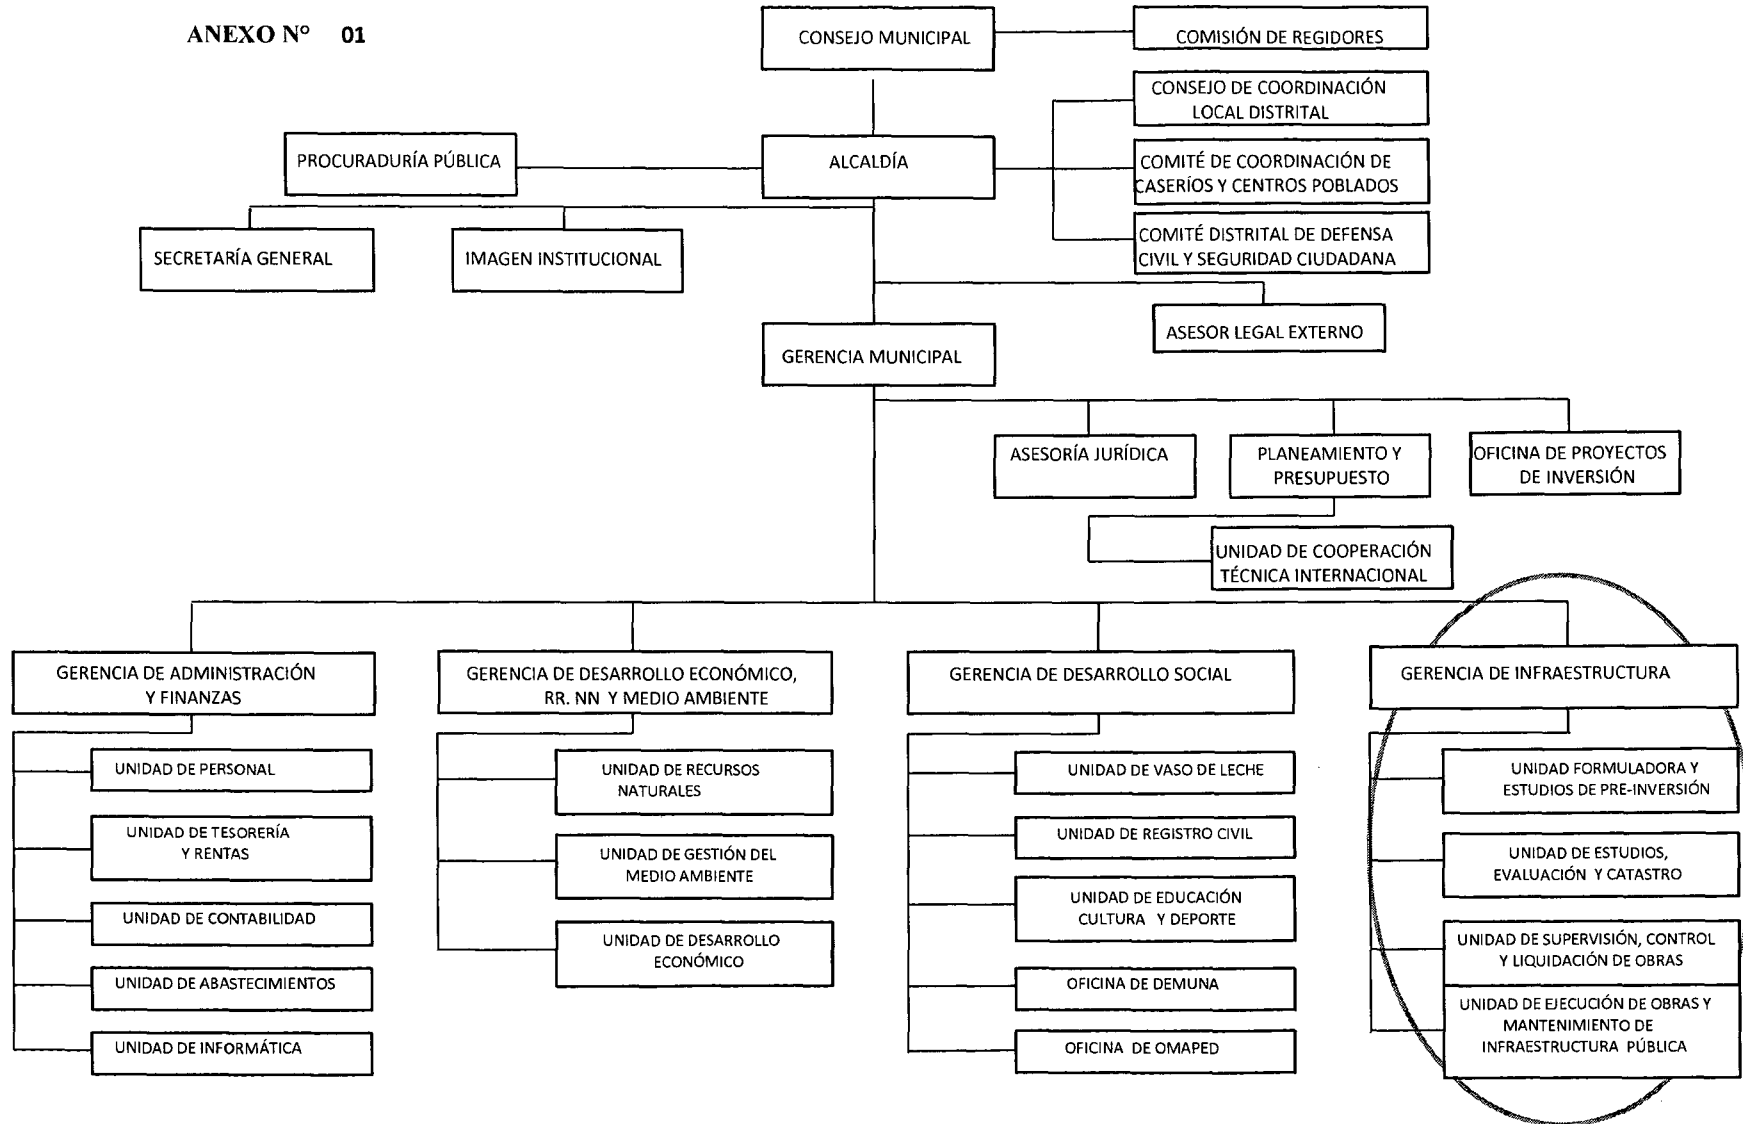 ANEXO Nº 01
CONSEJO MUNICIPAL
COMISIÓN DE REGIDORES
CONSEJO DE COORDINACIÓN
LOCAL DISTRITAL
PROCURADURÍA PÚBLICA
ALCALDÍA
COMITÉ DE COORDINACIÓN DE
CASERÍOS Y CENTROS POBLADOS
COMITÉ DISTRITAL DE DEFENSA
CIVIL Y SEGURIDAD CIUDADANA
SECRETARÍA GENERAL
IMAGEN INSTITUCIONAL
ASESOR LEGAL EXTERNO
GERENCIA MUNICIPAL
ASESORÍA JURÍDICA
PLANEAMIENTO Y
PRESUPUESTO
OFICINA DE PROYECTOS
DE INVERSIÓN
UNIDAD DE COOPERACIÓN
TÉCNICA INTERNACIONAL
GERENCIA DE ADMINISTRACIÓN
Y FINANZAS
UNIDAD DE PERSONAL
UNIDAD DE TESORERÍA
Y RENTAS
UNIDAD DE CONTABILIDAD
UNIDAD DE ABASTECIMIENTOS
UNIDAD DE INFORMÁTICA
GERENCIA DE DESARROLLO ECONÓMICO,
RR. NN Y MEDIO AMBIENTE
UNIDAD DE RECURSOS
NATURALES
UNIDAD DE GESTIÓN DEL
MEDIO AMBIENTE
UNIDAD DE DESARROLLO
ECONÓMICO
GERENCIA DE DESARROLLO SOCIAL
UNIDAD DE VASO DE LECHE
UNIDAD DE REGISTRO CIVIL
UNIDAD DE EDUCACIÓN
CULTURA Y DEPORTE
OFICINA DE DEMUNA
OFICINA DE OMAPED
GERENCIA DE INFRAESTRUCTURA
UNIDAD FORMULADORA Y
ESTUDIOS DE PRE-INVERSIÓN
UNIDAD DE ESTUDIOS,
EVALUACIÓN Y CATASTRO
UNIDAD DE SUPERVISIÓN, CONTROL
Y LIQUIDACIÓN DE OBRAS
UNIDAD DE EJECUCIÓN DE OBRAS Y
MANTENIMIENTO DE
INFRAESTRUCTURA PÚBLICA